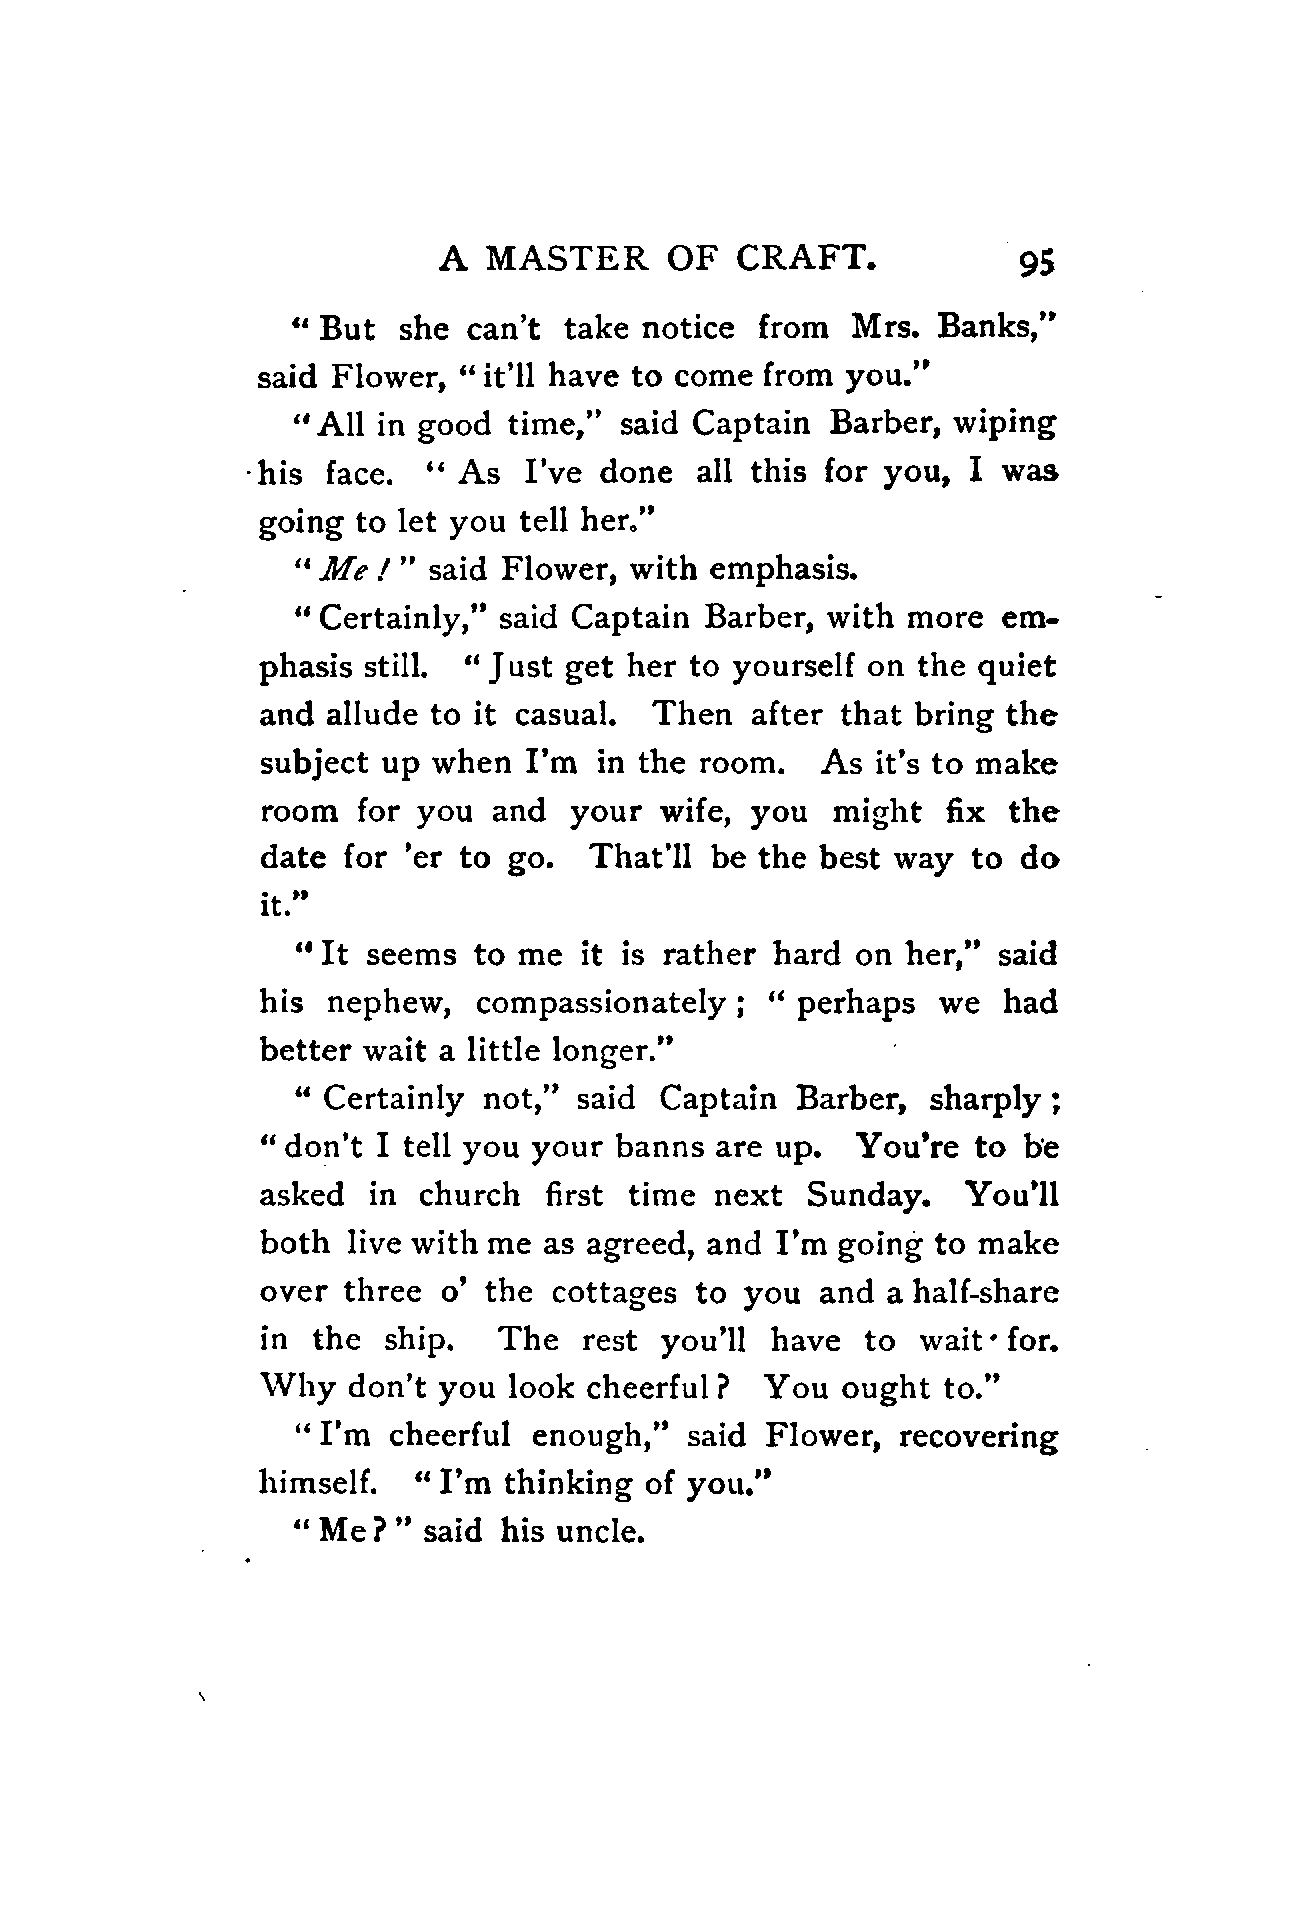 A MASTER OF CRAFT. 95
" But she can't take notice from Mrs. Banks,"
said Flower, " it'll have to come from you."
" All in good time," said Captain Barber, wiping
his face. " As I've done all this for you, I was
going to let you tell her."
" Me ! " said Flower, with emphasis.
" Certainly," said Captain Barber, with more em-
phasis still. " Just get her to yourself on the quiet
and allude to it casual. Then after that bring the
subject up when I'm in the room. As it's to make
room for you and your wife, you might fix the
date for 'er to go. That'll be the best way to do
it."
" It seems to me it is rather hard on her," said
his nephew, compassionately ; " perhaps we had
better wait a little longer."
" Certainly not," said Captain Barber, sharply ;
" don't I tell you your banns are up. You're to be
asked in church first time next Sunday. You'll
both live with me as agreed, and I'm going to make
over three o' the cottages to you and a half-share
in the ship. The rest you'll have to wait for.
Why don't you look cheerful ? You ought to."
" I'm cheerful enough," said Flower, recovering
himself. " I'm thinking of you."
" Me ? " said his uncle.